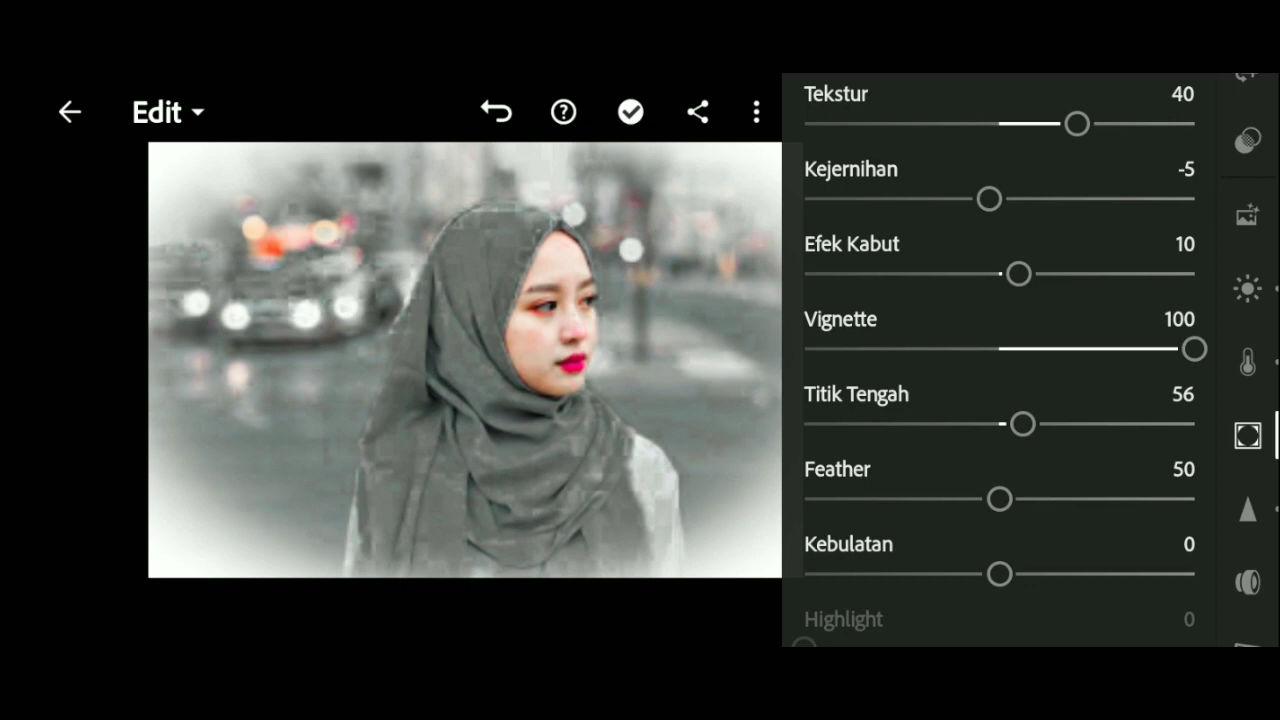 Edit
Tekstur 40
Kejernihan -5
Efek Kabut 10
Vignette 100
Titik Tengah 56
Feather 50
Kebulatan 0
Highlight 0